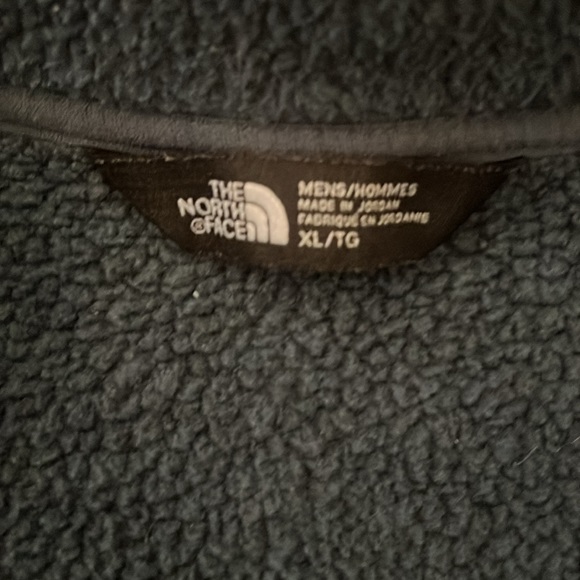 THE
NORTH
FACE
MENS/HOMMES
MADE IN JORDAN
FABRIQUE EN JORDANIE
XL/TG